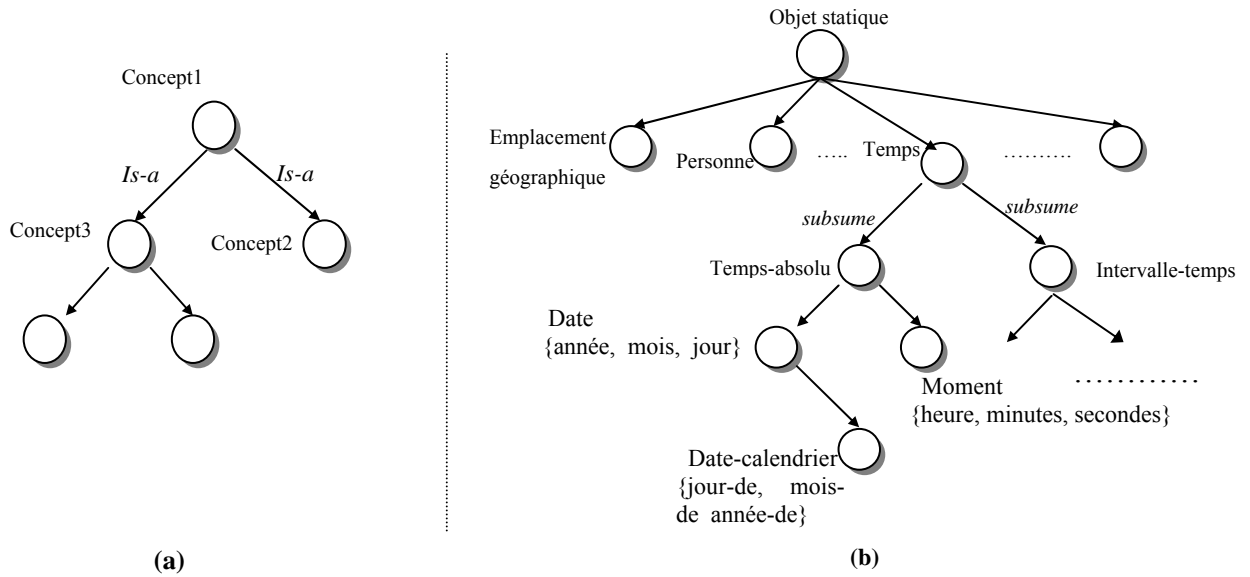 Concept1
Is-a
Is-a
Concept3
Concept2
(a)
Objet statique
Emplacement
géographique
Personne
.....
Temps
..........
subsume
subsume
Temps-absolu
Intervalle-temps
Date
{année, mois, jour}
Moment
{heure, minutes, secondes}
.............
Date-calendrier
{jour-de, mois-
de année-de}
(b)